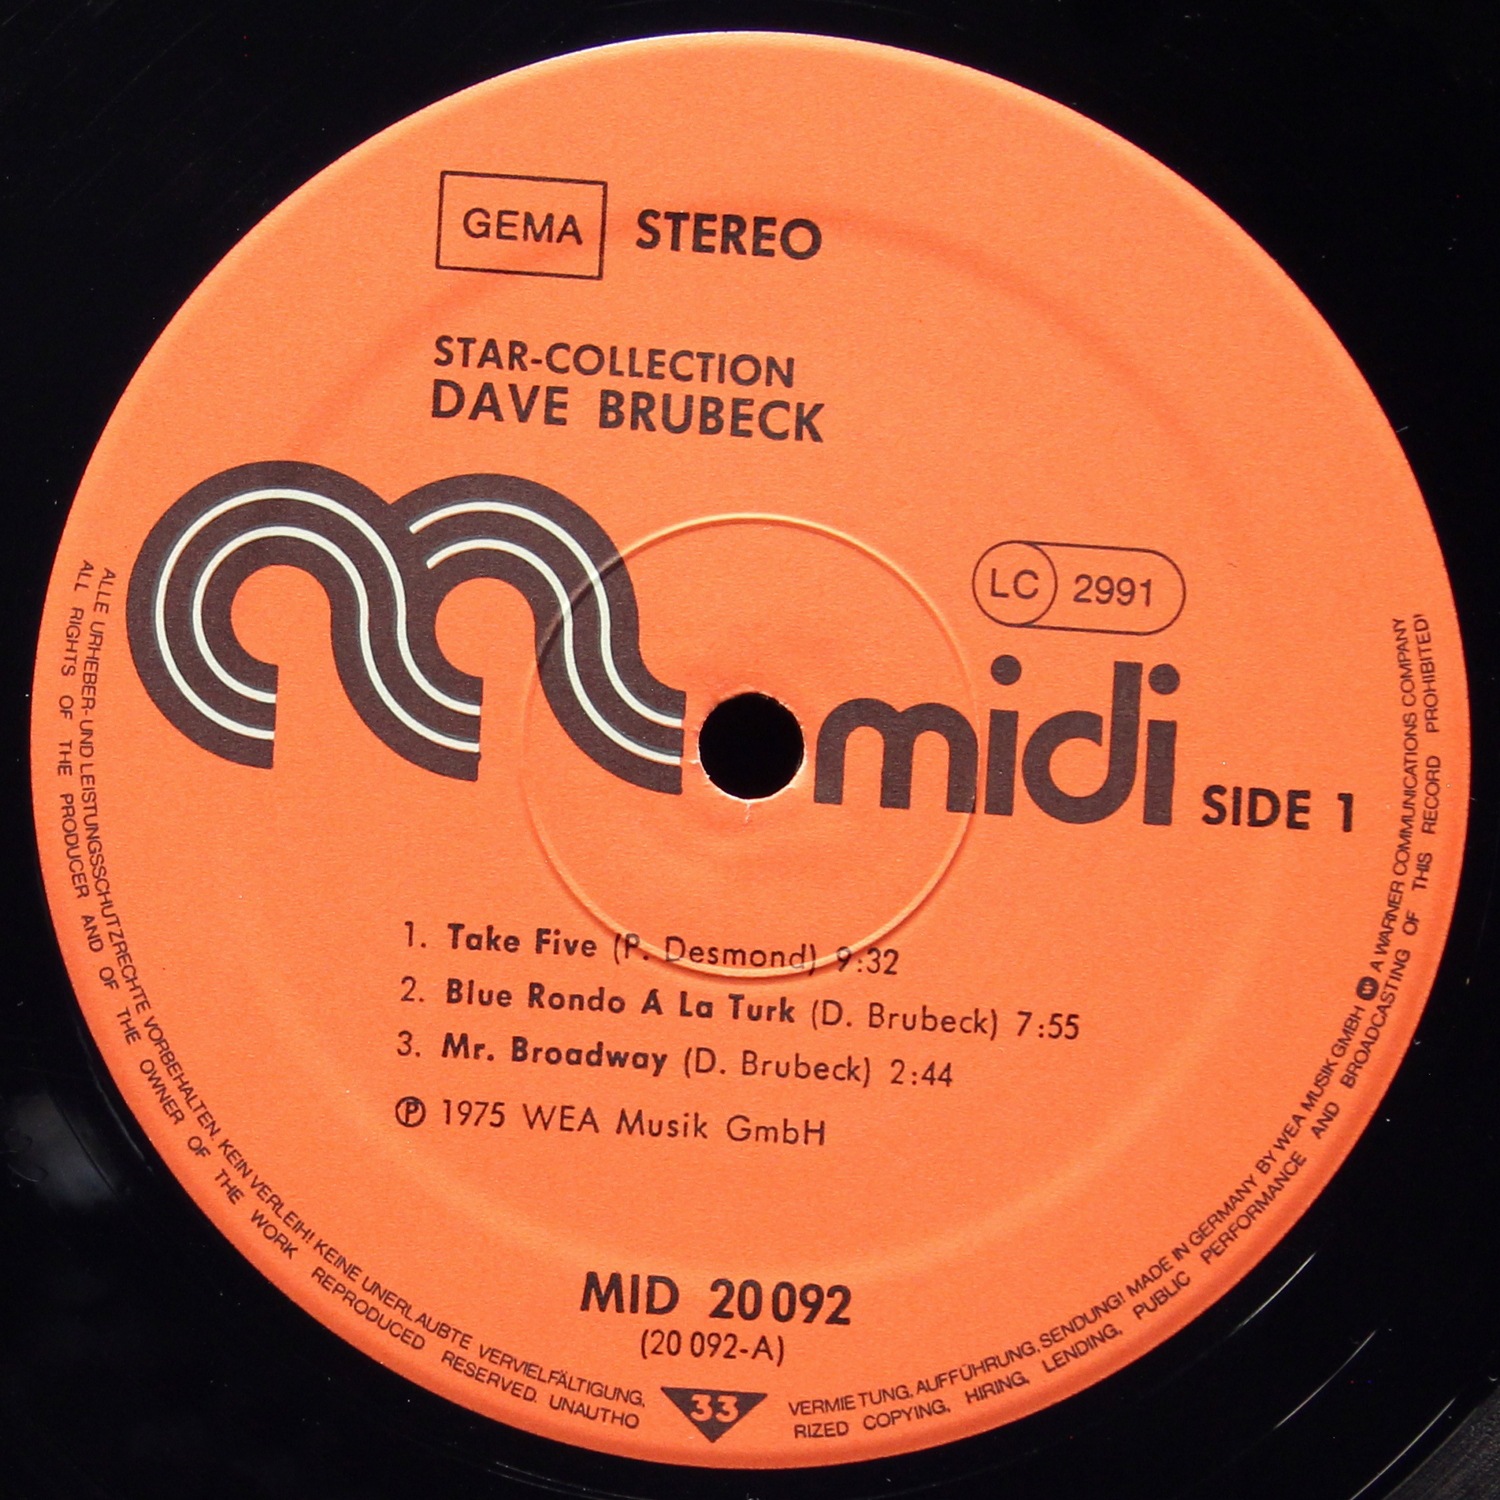 GEMA STEREO
STAR-COLLECTION
DAVE BRUBECK
LC 2991
midi SIDE 1
1. Take Five (P. Desmond) 9:32
2. Blue Rondo Á La Turk (D. Brubeck) 7:55
3. Mr. Broadway (D. Brubeck) 2:44
℗ 1975 WEA Musik GmbH
MID 20 092
(20 092-A)
33
ALLE URHEBER- UND LEISTUNGSSCHUTZRECHTE VORBEHALTEN. KEIN VERLEIH! KEINE UNERLAUBTE VERVIELFÄLTIGUNG, VERMIETUNG, AUFFÜHRUNG, SENDUNG! MADE IN GERMANY BY WEA MUSIK GMBH W A WARNER COMMUNICATIONS COMPANY
ALL RIGHTS OF THE PRODUCER AND OF THE OWNER OF THE WORK REPRODUCED RESERVED. UNAUTHO RIZED COPYING, HIRING, LENDING, PUBLIC PERFORMANCE AND BROADCASTING OF THIS RECORD PROHIBITED!